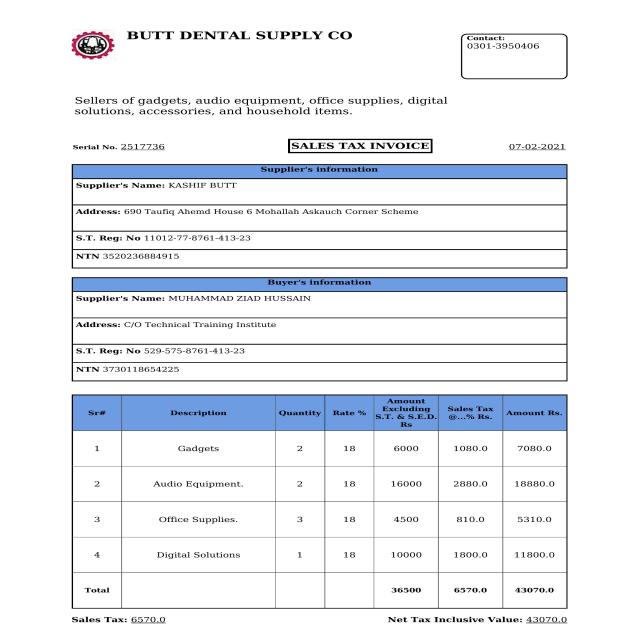 BUTT DENTAL SUPPLY CO
Contact:
0301-3950406
Sellers of gadgets, audio equipment, office supplies, digital
solutions, accessories, and household items.
Serial No. 2517736 SALES TAX INVOICE 07-02-2021
Supplier's information
Supplier's Name: KASHIF BUTT
Address: 690 Taufiq Ahemd House 6 Mohallah Askauch Corner Scheme
S.T. Reg: No 11012-77-8761-413-23
NTN 3520236884915
Buyer's information
Supplier's Name: MUHAMMAD ZIAD HUSSAIN
Address: C/O Technical Training Institute
S.T. Reg: No 529-575-8761-413-23
NTN 3730118654225
Sr# Description Quantity Rate % Amount Excluding S.T. & S.E.D. Rs Sales Tax @...% Rs. Amount Rs.
1 Gadgets 2 18 6000 1080.0 7080.0
2 Audio Equipment. 2 18 16000 2880.0 18880.0
3 Office Supplies. 3 18 4500 810.0 5310.0
4 Digital Solutions 1 18 10000 1800.0 11800.0
Total 36500 6570.0 43070.0
Sales Tax: 6570.0 Net Tax Inclusive Value: 43070.0